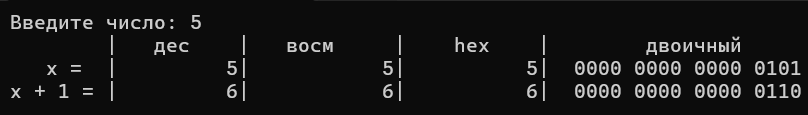 Введите число: 5
| дес | восм | hex | двоичный
x = | 5| 5| 5| 0000 0000 0000 0101
x + 1 = | 6| 6| 6| 0000 0000 0000 0110